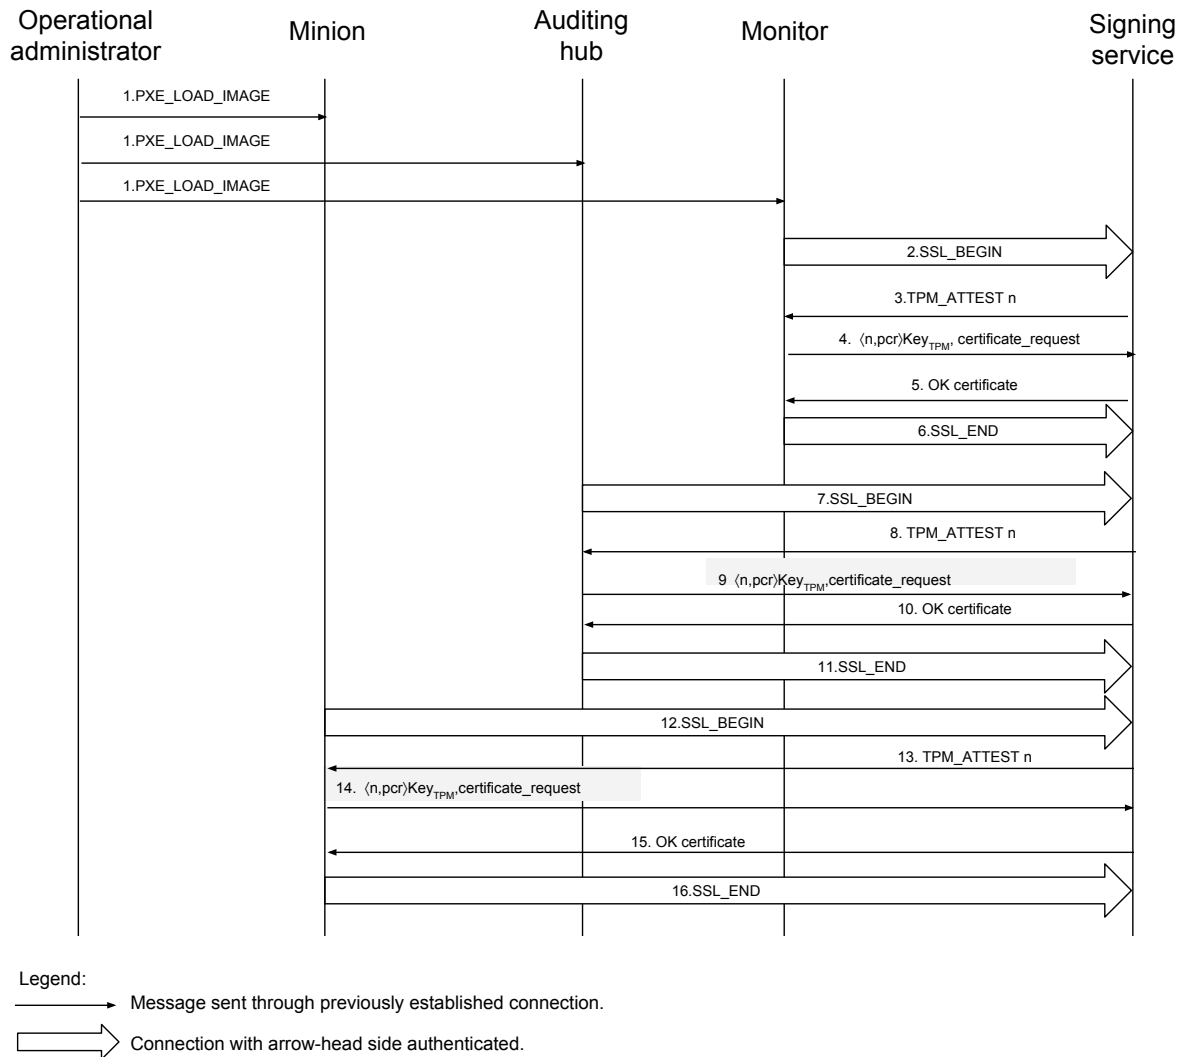 Operational
administrator
Minion
Auditing
hub
Monitor
Signing
service
1.PXE_LOAD_IMAGE
1.PXE_LOAD_IMAGE
1.PXE_LOAD_IMAGE
2.SSL_BEGIN
3.TPM_ATTEST n
4. ⟨n,pcr⟩Key_TPM, certificate_request
5. OK certificate
6.SSL_END
7.SSL_BEGIN
8. TPM_ATTEST n
9 ⟨n,pcr⟩Key_TPM,certificate_request
10. OK certificate
11.SSL_END
12.SSL_BEGIN
13. TPM_ATTEST n
14. ⟨n,pcr⟩Key_TPM,certificate_request
15. OK certificate
16.SSL_END
Legend:
Message sent through previously established connection.
Connection with arrow-head side authenticated.